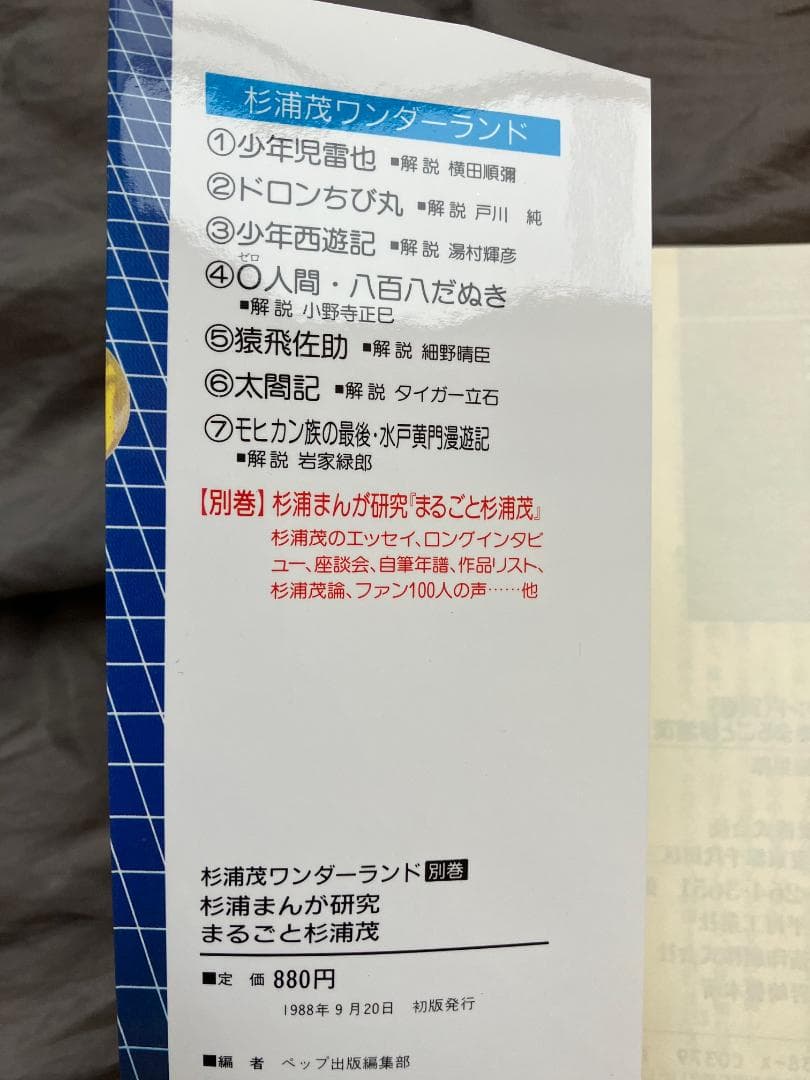 杉浦茂ワンダーランド
①少年児雷也 ■解説 横田順彌
②ドロンちび丸 ■解説 戸川 純
③少年西遊記 ■解説 湯村輝彦
ゼロ
④〇人間・八百八だぬき
■解説 小野寺正巳
⑤猿飛佐助 ■解説 細野晴臣
⑥太閤記 ■解説 タイガー立石
⑦モヒカン族の最後・水戸黄門漫遊記
■解説 岩家緑郎
【別巻】杉浦まんが研究『まるごと杉浦茂』
杉浦茂のエッセイ、ロングインタビ
ュー、座談会、自筆年譜、作品リスト、
杉浦茂論、ファン100人の声……他
杉浦茂ワンダーランド 別巻
杉浦まんが研究
まるごと杉浦茂
■定 価 880円
1988年9月20日 初版発行
■編 者 ペップ出版編集部